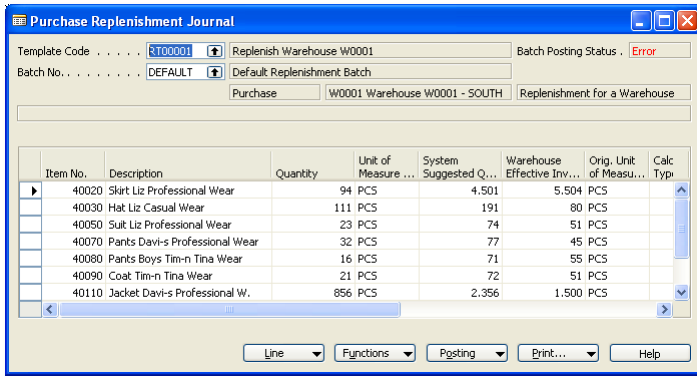 Purchase Replenishment Journal
Template Code . . . . . RT00001 Replenish Warehouse W0001 Batch Posting Status . Error
Batch No. . . . . . . . . DEFAULT Default Replenishment Batch
Purchase W0001 Warehouse W0001 - SOUTH Replenishment for a Warehouse
Item No. Description Quantity Unit of Measure ... System Suggested Q... Warehouse Effective Inv... Orig. Unit of Measu... Calc Type
40020 Skirt Liz Professional Wear 94 PCS 4.501 5.504 PCS
40030 Hat Liz Casual Wear 111 PCS 191 80 PCS
40050 Suit Liz Professional Wear 23 PCS 74 51 PCS
40070 Pants Davi-s Professional Wear 32 PCS 77 45 PCS
40080 Pants Boys Tim-n Tina Wear 16 PCS 71 55 PCS
40090 Coat Tim-n Tina Wear 21 PCS 72 51 PCS
40110 Jacket Davi-s Professional W. 856 PCS 2.356 1.500 PCS
Line Functions Posting Print... Help